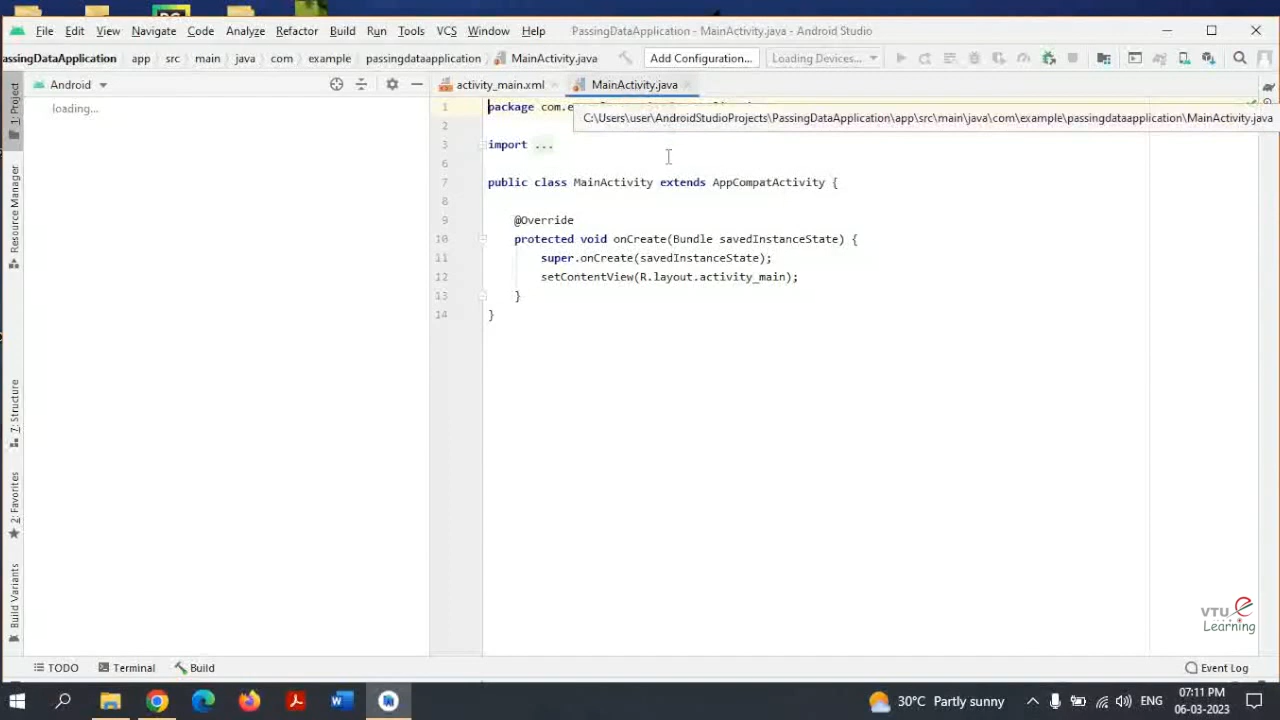 File Edit View Navigate Code Analyze Refactor Build Run Tools VCS Window Help PassingDataApplication - MainActivity.java - Android Studio
assingDataApplication app src main java com example passingdataapplication MainActivity.java Add Configuration... Loading Devices...
Android activity_main.xml MainActivity.java
loading...
1 package com.e
C:\Users\user\AndroidStudioProjects\PassingDataApplication\app\src\main\java\com\example\passingdataapplication\MainActivity.java
2
3 import ...
6
7 public class MainActivity extends AppCompatActivity {
8
9 @Override
10 protected void onCreate(Bundle savedInstanceState) {
11 super.onCreate(savedInstanceState);
12 setContentView(R.layout.activity_main);
13 }
14 }
1: Project
Resource Manager
7: Structure
2: Favorites
Build Variants
VTU e
Learning
TODO Terminal Build Event Log
30°C Partly sunny ENG
07:11 PM
06-03-2023